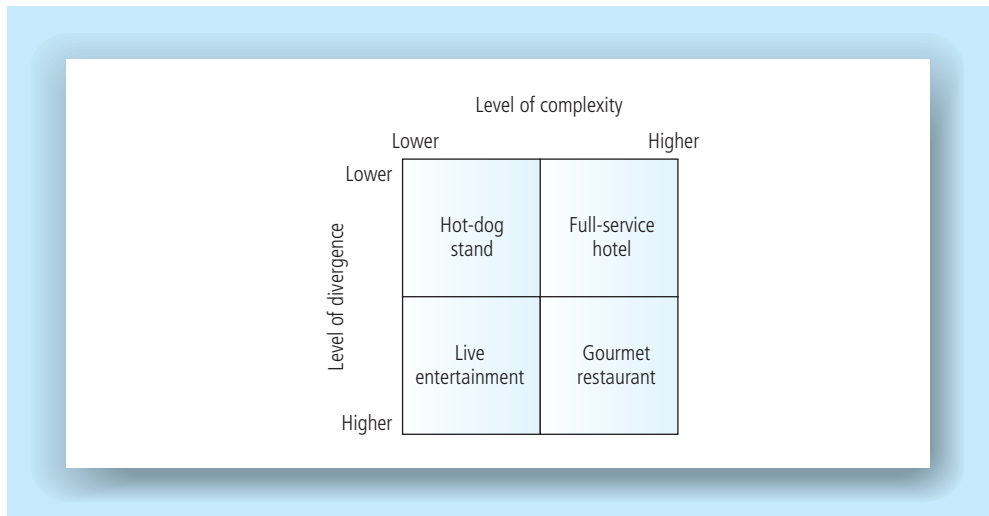 Level of complexity
Lower
Higher
Lower
Hot-dog
stand
Full-service
hotel
Level of divergence
Live
entertainment
Gourmet
restaurant
Higher